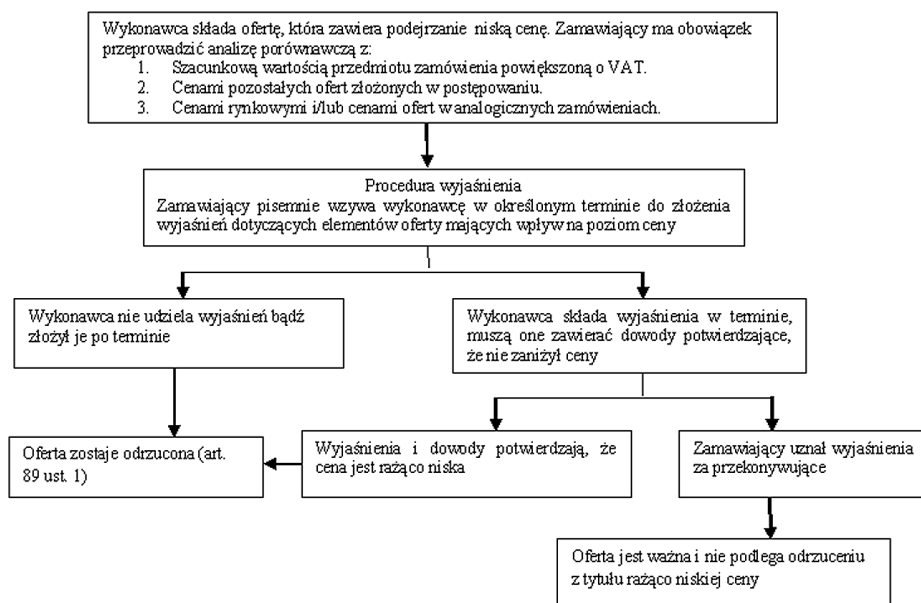 Wykonawca składa ofertę, która zawiera podejrzanie niską cenę. Zamawiający ma obowiązek
przeprowadzić analizę porównawczą z:
1. Szacunkową wartością przedmiotu zamówienia powiększoną o VAT.
2. Cenami pozostałych ofert złożonych w postępowaniu.
3. Cenami rynkowymi i/lub cenami ofert w analogicznych zamówieniach.
Procedura wyjaśnienia
Zamawiający pisemnie wzywa wykonawcę w określonym terminie do złożenia
wyjaśnień dotyczących elementów oferty mających wpływ na poziom ceny
Wykonawca nie udziela wyjaśnień bądź
złożył je po terminie
Wykonawca składa wyjaśnienia w terminie,
muszą one zawierać dowody potwierdzające,
że nie zaniżył ceny
Oferta zostaje odrzucona (art.
89 ust. 1)
Wyjaśnienia i dowody potwierdzają, że
cena jest rażąco niska
Zamawiający uznał wyjaśnienia
za przekonywujące
Oferta jest ważna i nie podlega odrzuceniu
z tytułu rażąco niskiej ceny